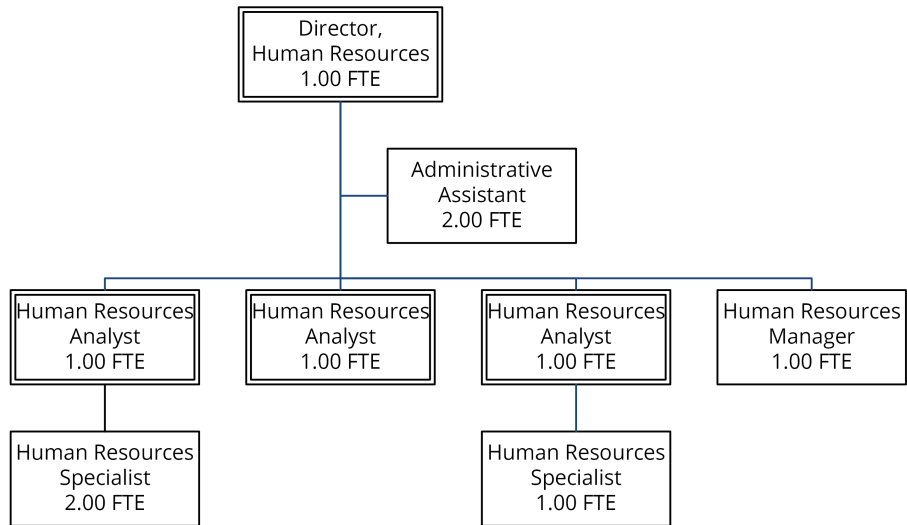 Director,
Human Resources
1.00 FTE
Administrative
Assistant
2.00 FTE
Human Resources
Analyst
1.00 FTE
Human Resources
Analyst
1.00 FTE
Human Resources
Analyst
1.00 FTE
Human Resources
Manager
1.00 FTE
Human Resources
Specialist
2.00 FTE
Human Resources
Specialist
1.00 FTE